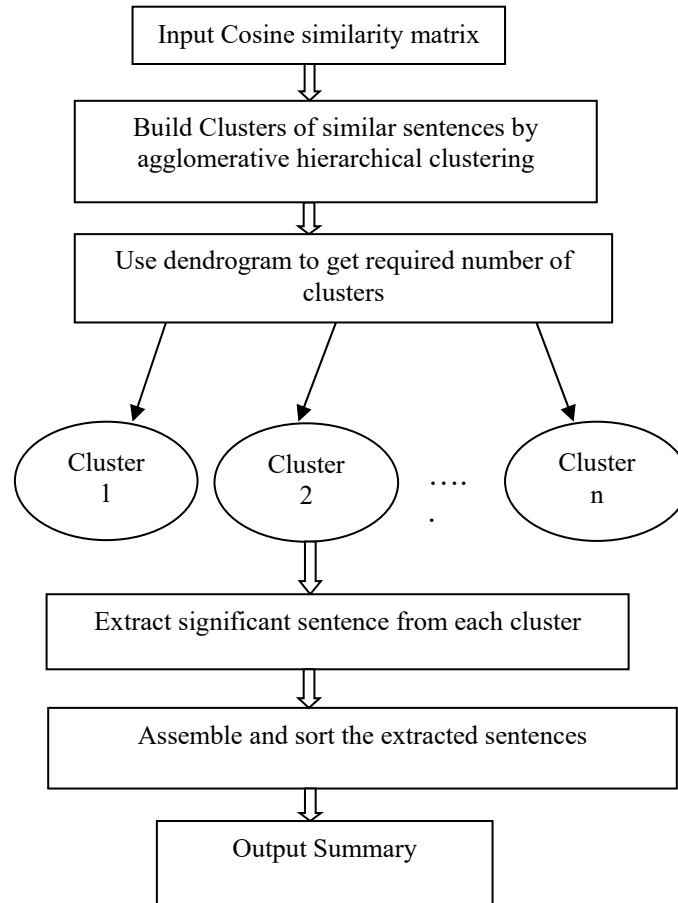 Input Cosine similarity matrix
Build Clusters of similar sentences by
agglomerative hierarchical clustering
Use dendrogram to get required number of
clusters
Cluster
1
Cluster
2
….
.
Cluster
n
Extract significant sentence from each cluster
Assemble and sort the extracted sentences
Output Summary